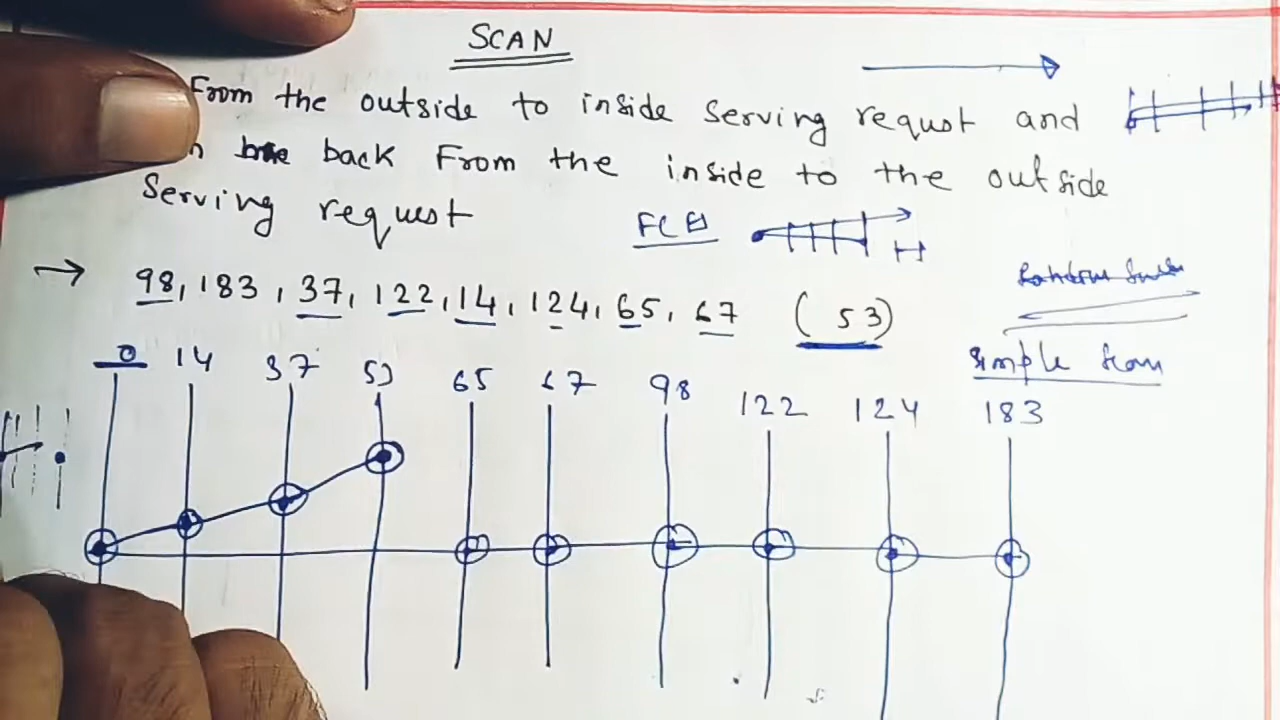 SCAN
From the outside to inside serving requst and
back From the inside to the outside
Serving request
→ 98, 183, 37, 122, 14, 124, 65, 67 (53)
0 14 37 53 65 67 98 122 124 183
simple scan